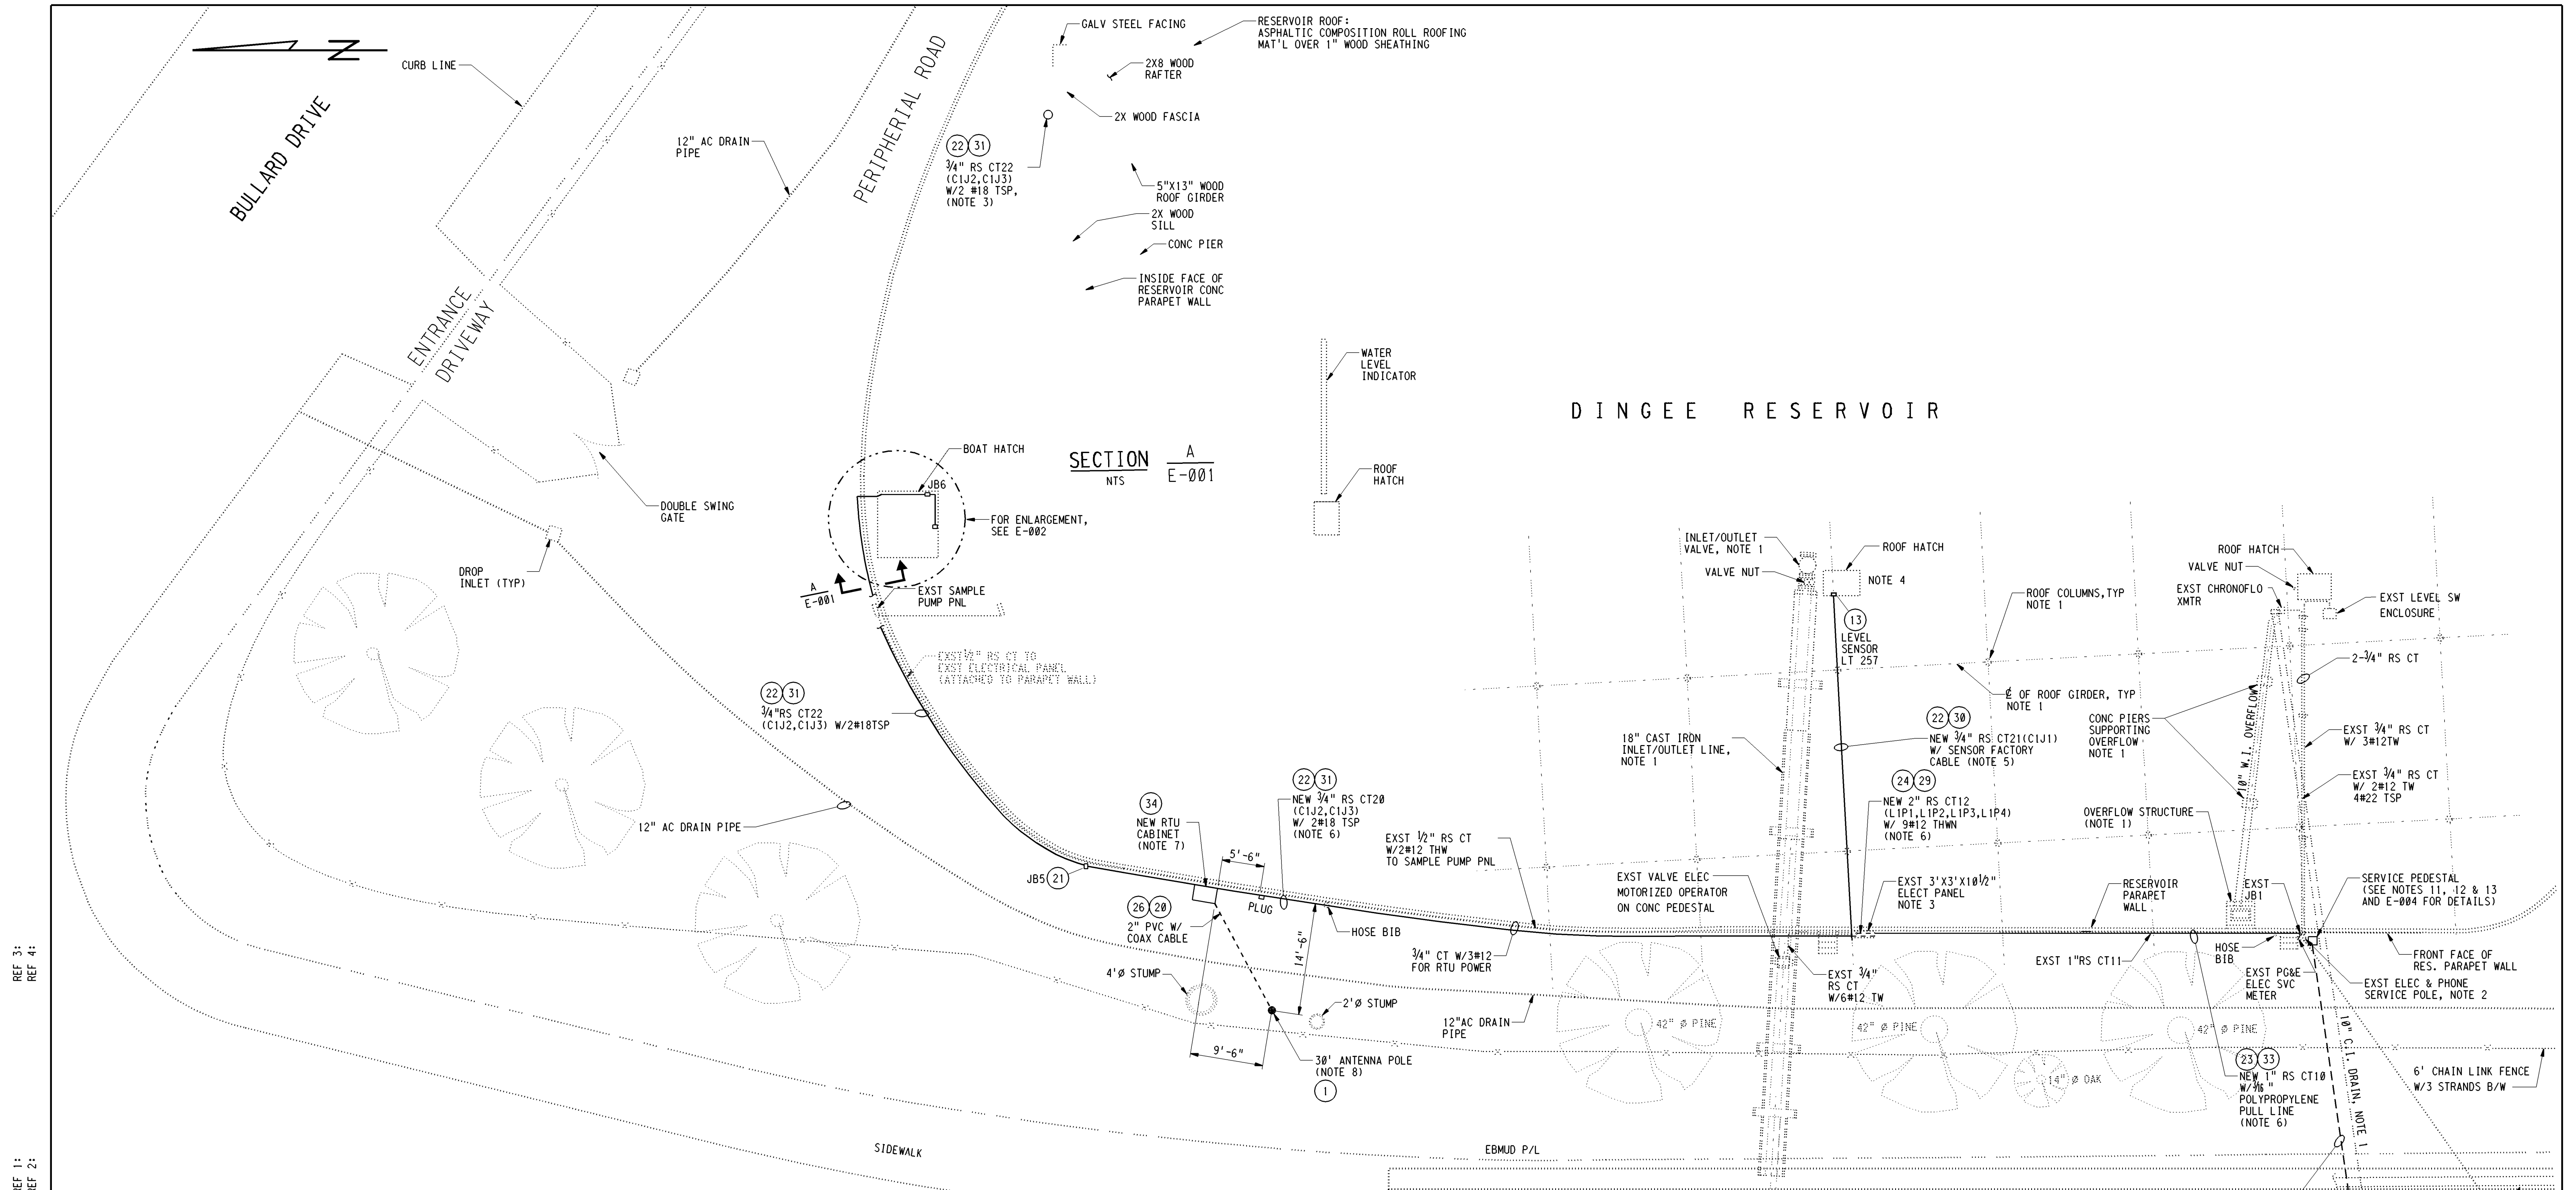 GALV STEEL FACING
RESERVOIR ROOF:
ASPHALTIC COMPOSITION ROLL ROOFING
MAT'L OVER 1" WOOD SHEATHING
N
CURB LINE
2X8 WOOD
RAFTER
2X WOOD FASCIA
BULLARD DRIVE
12" AC DRAIN
PIPE
PERIPHERIAL ROAD
22 31
3/4" RS CT22
(C1J2,C1J3)
W/2 #18 TSP,
(NOTE 3)
5"X13" WOOD
ROOF GIRDER
2X WOOD
SILL
CONC PIER
INSIDE FACE OF
RESERVOIR CONC
PARAPET WALL
ENTRANCE
DRIVEWAY
WATER
LEVEL
INDICATOR
DINGEE RESERVOIR
BOAT HATCH
JB6
SECTION A
E-001
NTS
ROOF
HATCH
DOUBLE SWING
GATE
FOR ENLARGEMENT,
SEE E-002
DROP
INLET (TYP)
A
E-001
EXST SAMPLE
PUMP PNL
INLET/OUTLET
VALVE, NOTE 1
VALVE NUT
ROOF HATCH
NOTE 4
13
LEVEL
SENSOR
LT 257
ROOF COLUMNS,TYP
NOTE 1
ROOF HATCH
VALVE NUT
EXST CHRONOFLO
XMTR
EXST LEVEL SW
ENCLOSURE
EXST 1/2" RS CT TO
EXST ELECTRICAL PANEL
(ATTACHED TO PARAPET WALL)
2-3/4" RS CT
22 31
3/4"RS CT22
(C1J2,C1J3) W/2#18TSP
℄ OF ROOF GIRDER, TYP
NOTE 1
22 30
NEW 3/4" RS CT21(C1J1)
W/ SENSOR FACTORY
CABLE (NOTE 5)
18" CAST IRON
INLET/OUTLET LINE,
NOTE 1
CONC PIERS
SUPPORTING
OVERFLOW
NOTE 1
10" W.I. OVERFLOW
EXST 3/4" RS CT
W/ 3#12TW
EXST 3/4" RS CT
W/ 2#12 TW
4#22 TSP
12" AC DRAIN PIPE
34
NEW RTU
CABINET
(NOTE 7)
22 31
NEW 3/4" RS CT20
(C1J2,C1J3)
W/ 2#18 TSP
(NOTE 6)
24 29
NEW 2" RS CT12
(L1P1,L1P2,L1P3,L1P4)
W/ 9#12 THWN
(NOTE 6)
OVERFLOW STRUCTURE
(NOTE 1)
EXST 1/2" RS CT
W/2#12 THW
TO SAMPLE PUMP PNL
5'-6"
JB5 21
EXST VALVE ELEC
MOTORIZED OPERATOR
ON CONC PEDESTAL
EXST 3'X3'X10 1/2"
ELECT PANEL
NOTE 3
RESERVOIR
PARAPET
WALL
EXST
JB1
SERVICE PEDESTAL
(SEE NOTES 11, 12 & 13
AND E-004 FOR DETAILS)
26 20
2" PVC W/
COAX CABLE
PLUG
HOSE BIB
14'-6"
3/4" CT W/3#12
FOR RTU POWER
4'Ø STUMP
2'Ø STUMP
EXST 3/4"
RS CT
W/6#12 TW
EXST 1"RS CT11
HOSE
BIB
EXST PG&E
ELEC SVC
METER
FRONT FACE OF
RES. PARAPET WALL
EXST ELEC & PHONE
SERVICE POLE, NOTE 2
12"AC DRAIN
PIPE
42" Ø PINE
42" Ø PINE
42" Ø PINE
9'-6"
30' ANTENNA POLE
(NOTE 8)
1
14" Ø OAK
23 33
NEW 1" RS CT10
W/3/16 "
POLYPROPYLENE
PULL LINE
(NOTE 6)
10" C.I. DRAIN, NOTE 1
6' CHAIN LINK FENCE
W/3 STRANDS B/W
SIDEWALK
EBMUD P/L
REF 3:
REF 4:
REF 1:
REF 2: